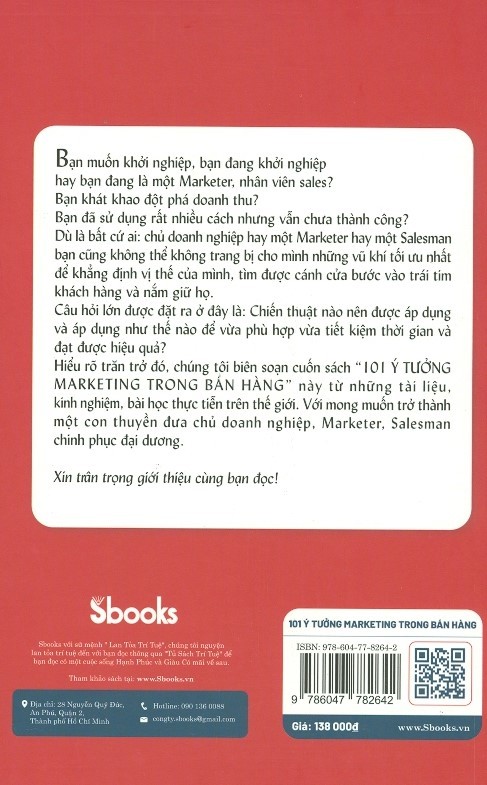 Bạn muốn khởi nghiệp, bạn đang khởi nghiệp
hay bạn đang là một Marketer, nhân viên sales?
Bạn khát khao đột phá doanh thu?
Bạn đã sử dụng rất nhiều cách nhưng vẫn chưa thành công?
Dù là bất cứ ai: chủ doanh nghiệp hay một Marketer hay một Salesman
bạn cũng không thể không trang bị cho mình những vũ khí tối ưu nhất
để khẳng định vị thế của mình, tìm được cánh cửa bước vào trái tim
khách hàng và nắm giữ họ.
Câu hỏi lớn được đặt ra ở đây là: Chiến thuật nào nên được áp dụng
và áp dụng như thế nào để vừa phù hợp vừa tiết kiệm thời gian và
đạt được hiệu quả?
Hiểu rõ trăn trở đó, chúng tôi biên soạn cuốn sách "101 Ý TƯỞNG
MARKETING TRONG BÁN HÀNG" này từ những tài liệu,
kinh nghiệm, bài học thực tiễn trên thế giới. Với mong muốn trở thành
một con thuyền đưa chủ doanh nghiệp, Marketer, Salesman
chinh phục đại dương.
Xin trân trọng giới thiệu cùng bạn đọc!
Sbooks
Sbooks với sứ mệnh " Lan Tỏa Trí Tuệ", chúng tôi nguyện
lan tỏa trí tuệ đến với bạn đọc thông qua "Tủ Sách Trí Tuệ" để
bạn đọc có một cuộc sống Hạnh Phúc và Giàu Có mãi về sau.
Tham khảo sách tại: www.Sbooks.vn
Địa chỉ: 28 Nguyễn Quý Đức,
An Phú, Quận 2,
Thành phố Hồ Chí Minh
Hotline: 090 136 0088
congty.sbooks@gmail.com
101 Ý TƯỞNG MARKETING TRONG BÁN HÀNG
ISBN: 978-604-77-8264-2
9 786047 782642
Giá: 138 000₫
www.Sbooks.vn